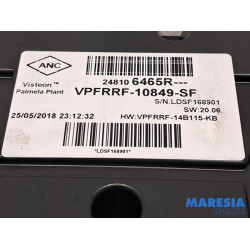 ANC
24810 6465R---
Visteon™
Palmela Plant
VPFRRF-10849-SF
S/N:LDSF168901
SW:20.06.
25/05/2018 23:12:32
HW:VPFRRF-14B115-KB
*LDSF168901*
MARESIA